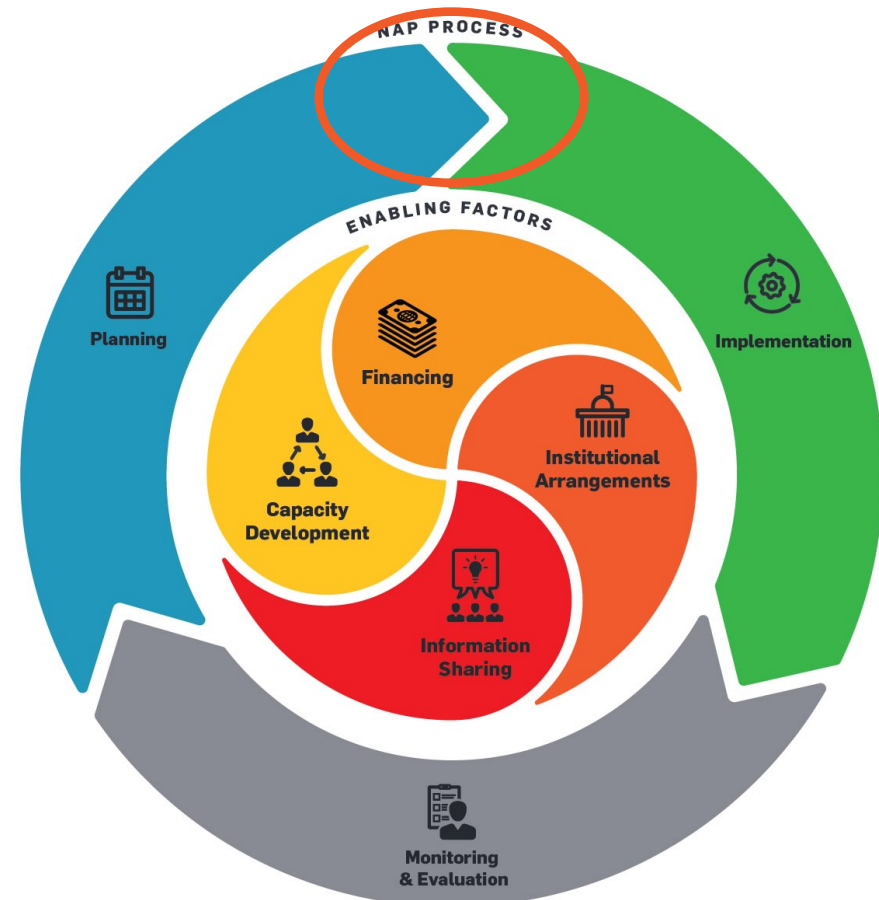 NAP PROCESS
ENABLING FACTORS
Planning
Implementation
Financing
Institutional
Arrangements
Capacity
Development
Information
Sharing
Monitoring
& Evaluation